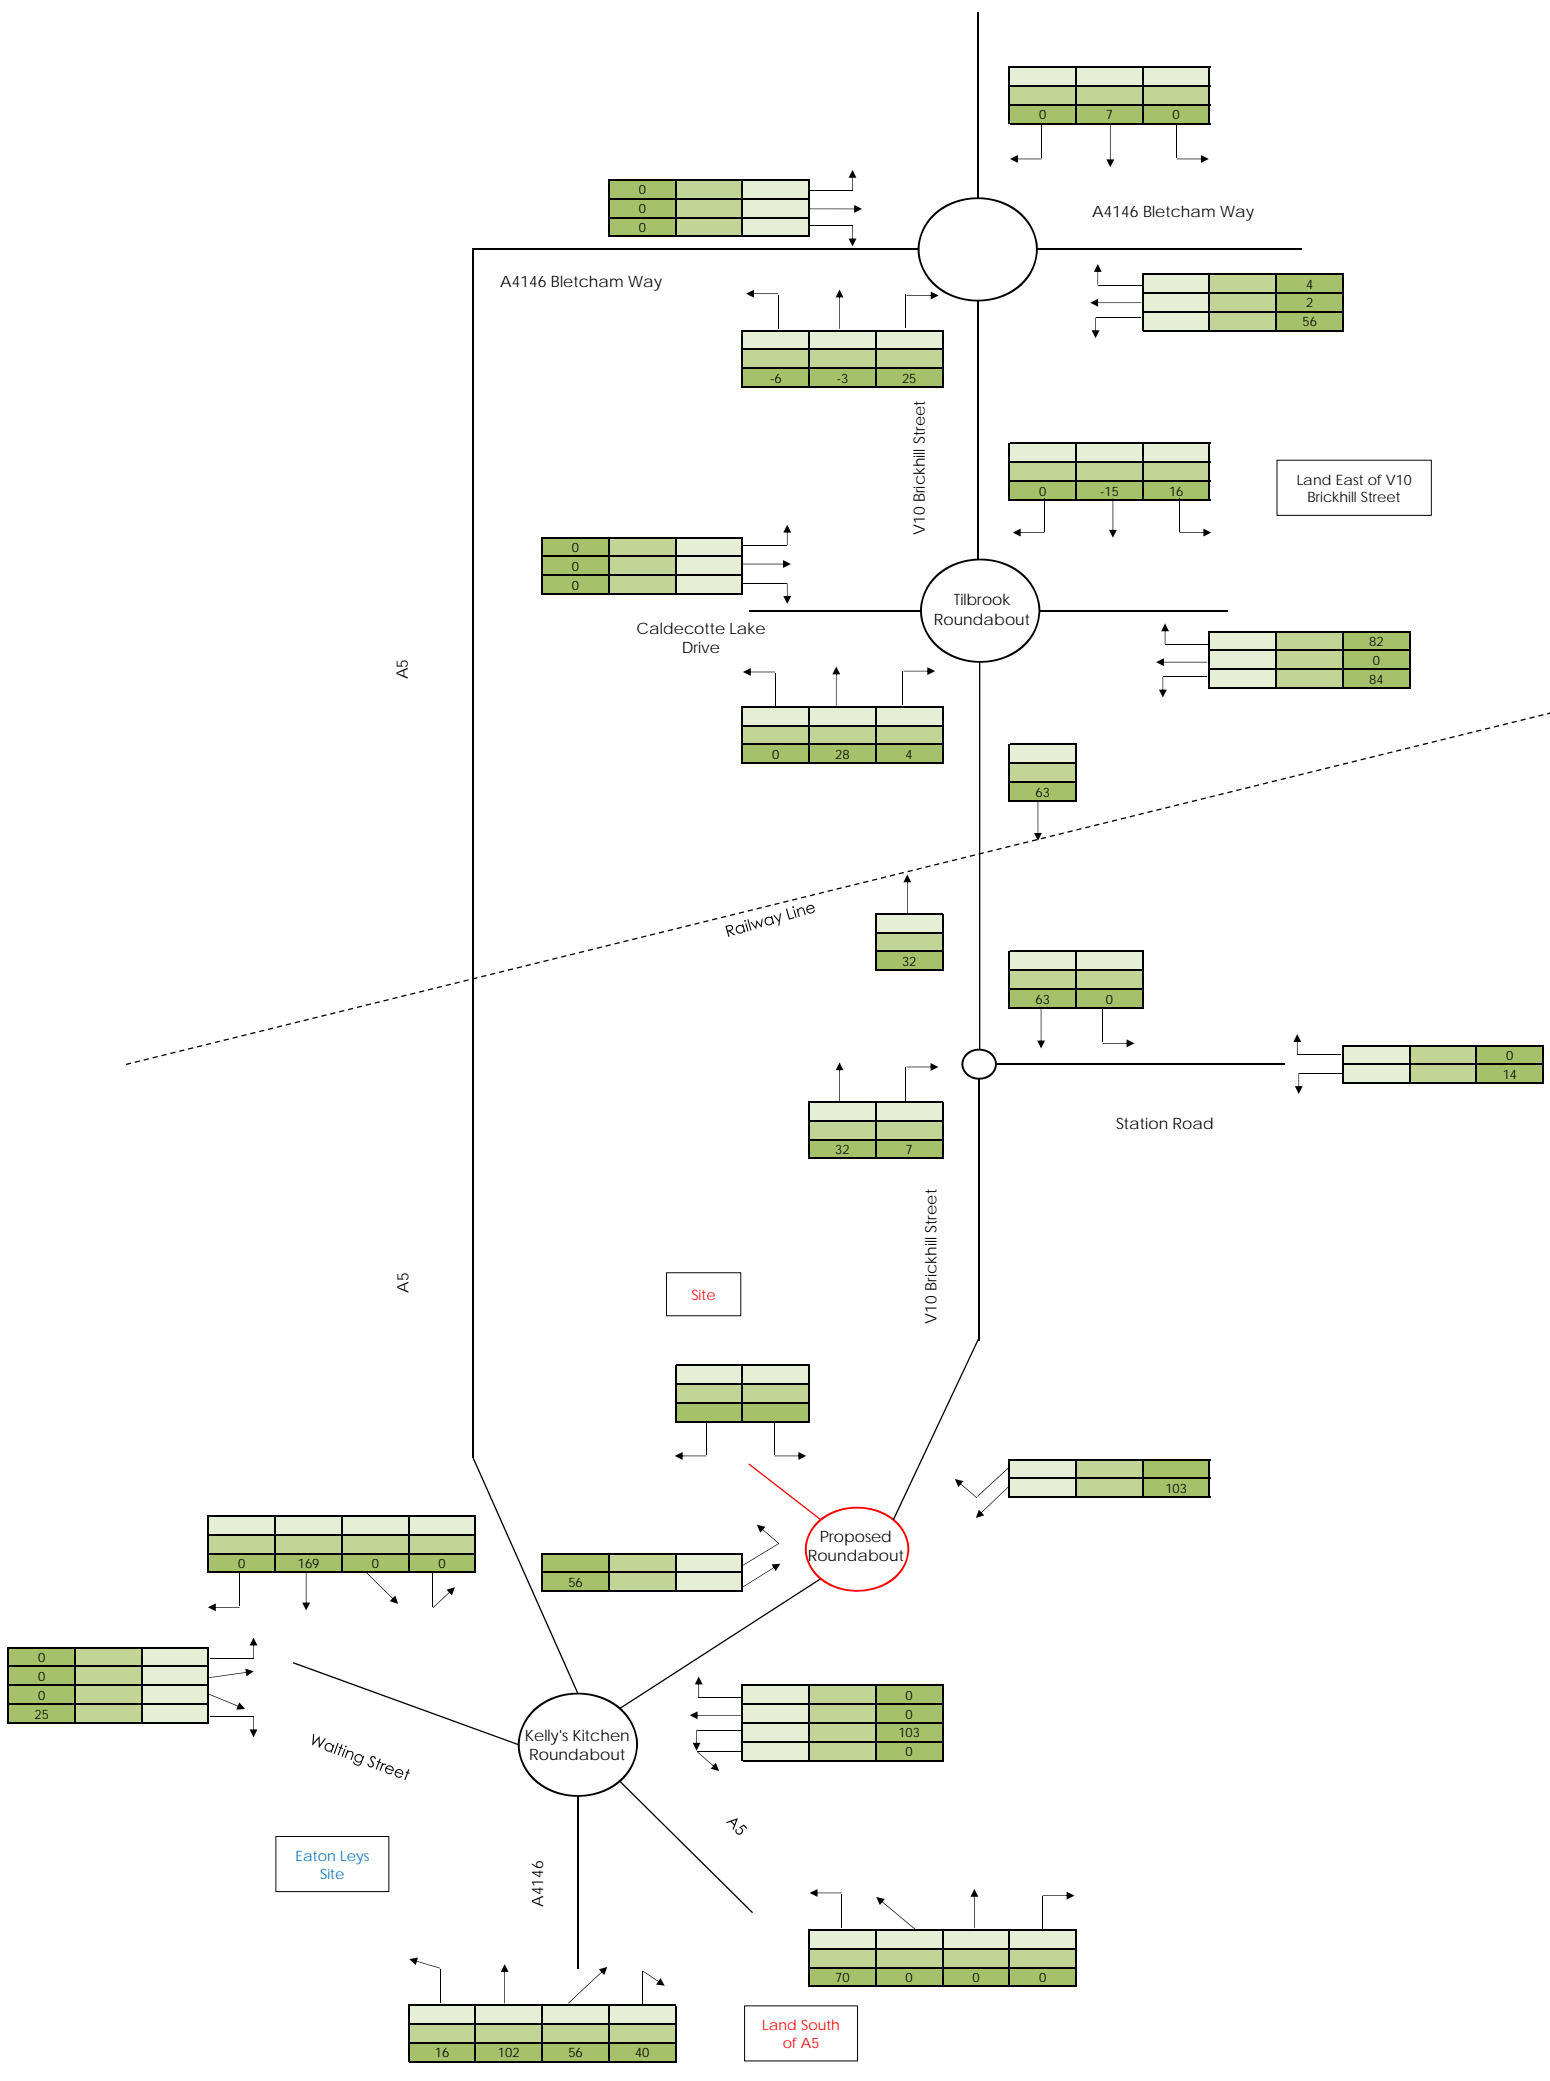 0 7 0
0
0
0
A4146 Bletcham Way
A4146 Bletcham Way
4
2
56
-6 -3 25
V10 Brickhill Street
0 -15 16
Land East of V10
Brickhill Street
0
0
0
Tilbrook
Roundabout
Caldecotte Lake
Drive
82
0
84
A5
0 28 4
63
Railway Line
32
63 0
0
14
32 7
Station Road
V10 Brickhill Street
A5
Site
103
Proposed
Roundabout
0 169 0 0
56
0
0
0
25
0
0
103
0
Kelly's Kitchen
Roundabout
Walting Street
A5
Eaton Leys
Site
A4146
70 0 0 0
Land South
of A5
16 102 56 40